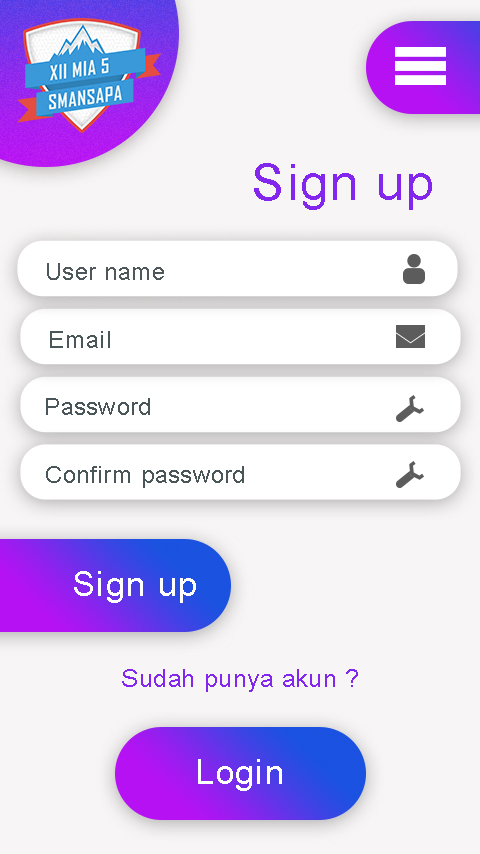 XII MIA 5
SMANSAPA
Sign up
User name
Email
Password
Confirm password
Sign up
Sudah punya akun ?
Login